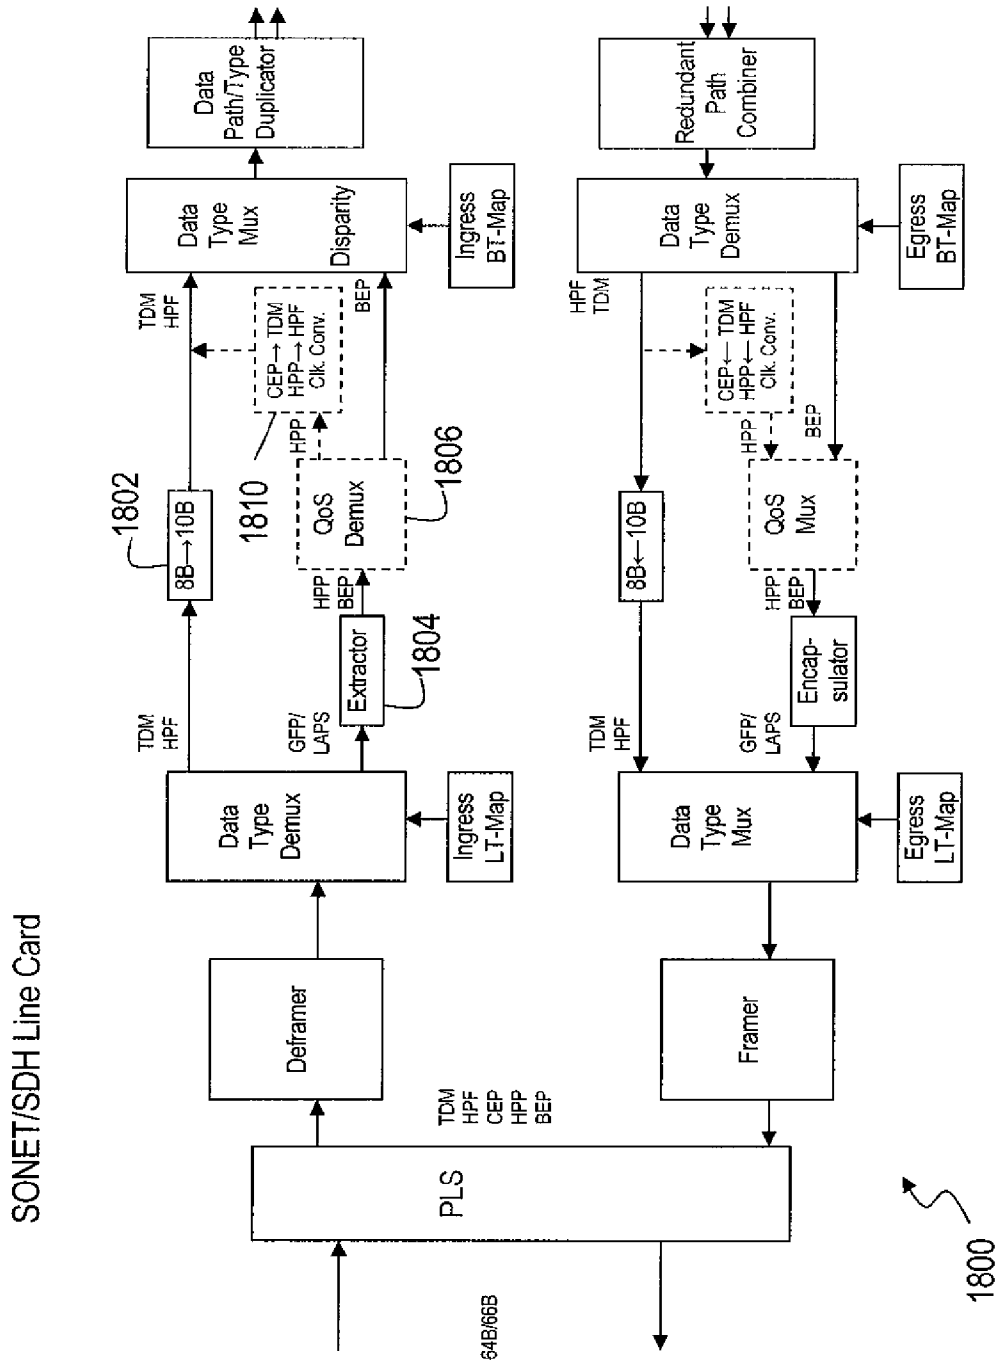 SONET/SDH Line Card
64B/66B
PLS
TDM
HPF
CEP
HPP
BEP
Deframer
Data
Type
Demux
Ingress
LT-Map
TDM
HPF
8B→10B
1802
GFP/
LAPS
Extractor
1804
HPP
BEP
QoS
Demux
1806
HPP
CEP→TDM
HPP→HPF
Clk. Conv.
1810
TDM
HPF
BEP
Data
Type
Mux
Disparity
Ingress
BT-Map
Data
Path/Type
Duplicator
Framer
Data
Type
Mux
Egress
LT-Map
TDM
HPF
8B←10B
GFP/
LAPS
Encap-
sulator
HPP
BEP
QoS
Mux
HPP
CEP←TDM
HPP←HPF
Clk. Conv.
HPF
TDM
BEP
Data
Type
Demux
Egress
BT-Map
Redundant
Path
Combiner
1800